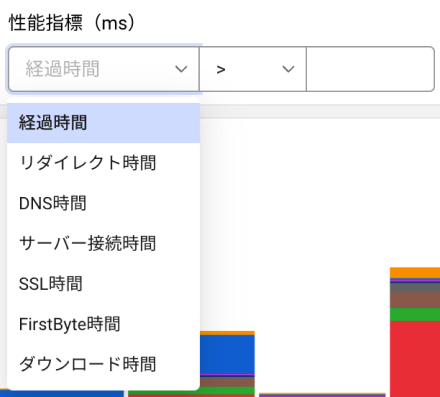 性能指標（ms）
経過時間 >
経過時間
リダイレクト時間
DNS時間
サーバー接続時間
SSL時間
FirstByte時間
ダウンロード時間